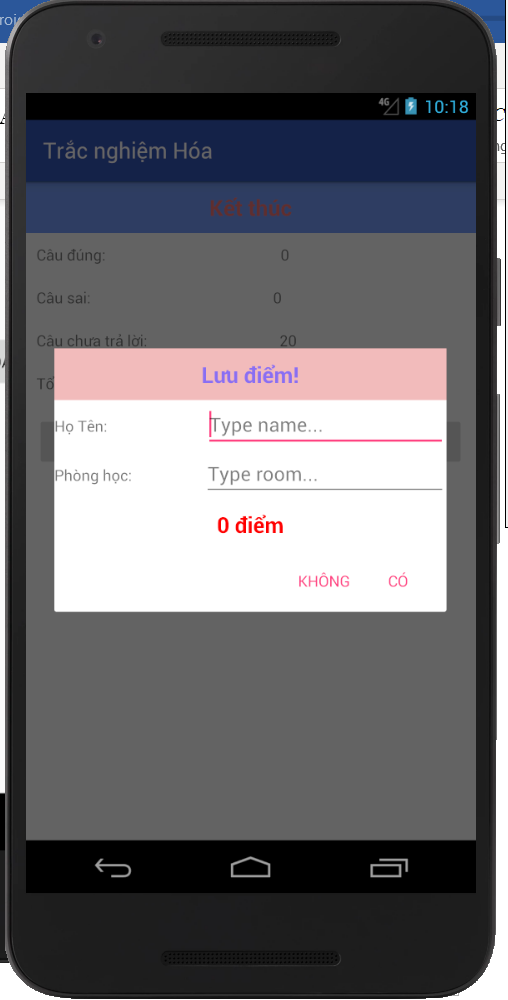 4G 10:18
Trắc nghiệm Hóa
Kết thúc
Câu đúng: 0
Câu sai: 0
Câu chưa trả lời: 20
Lưu điểm!
Họ Tên: Type name...
Phòng học: Type room...
0 điểm
KHÔNG CÓ